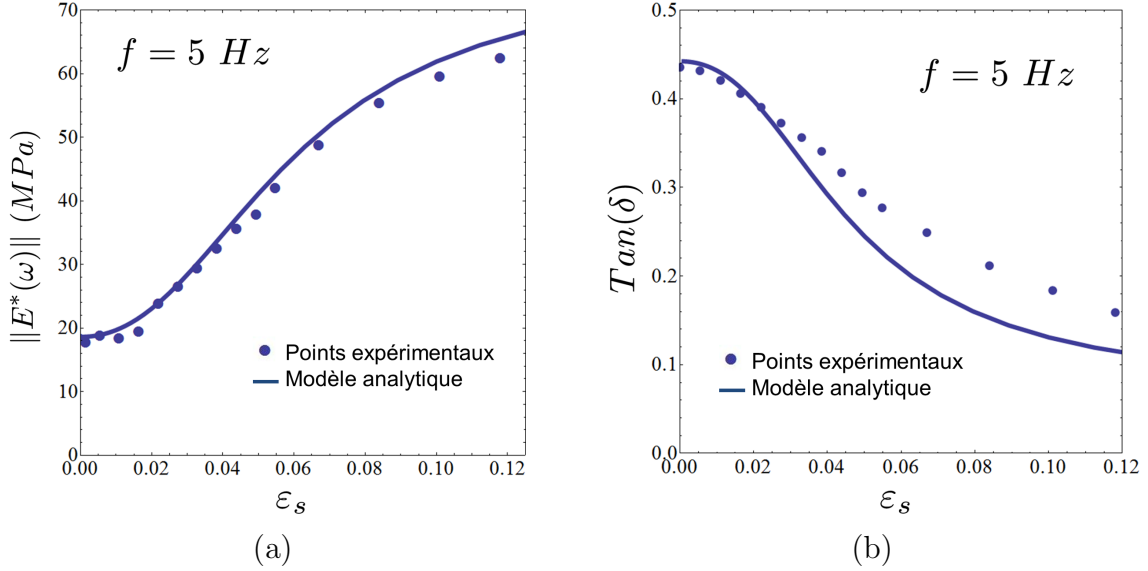 70
60
50
40
30
20
10
0
0.00 0.02 0.04 0.06 0.08 0.10 0.12
‖E*(ω)‖ (MPa)
f = 5 Hz
Points expérimentaux
Modèle analytique
εs
(a)
0.5
0.4
0.3
0.2
0.1
0.0
0.00 0.02 0.04 0.06 0.08 0.10 0.12
Tan(δ)
f = 5 Hz
Points expérimentaux
Modèle analytique
εs
(b)